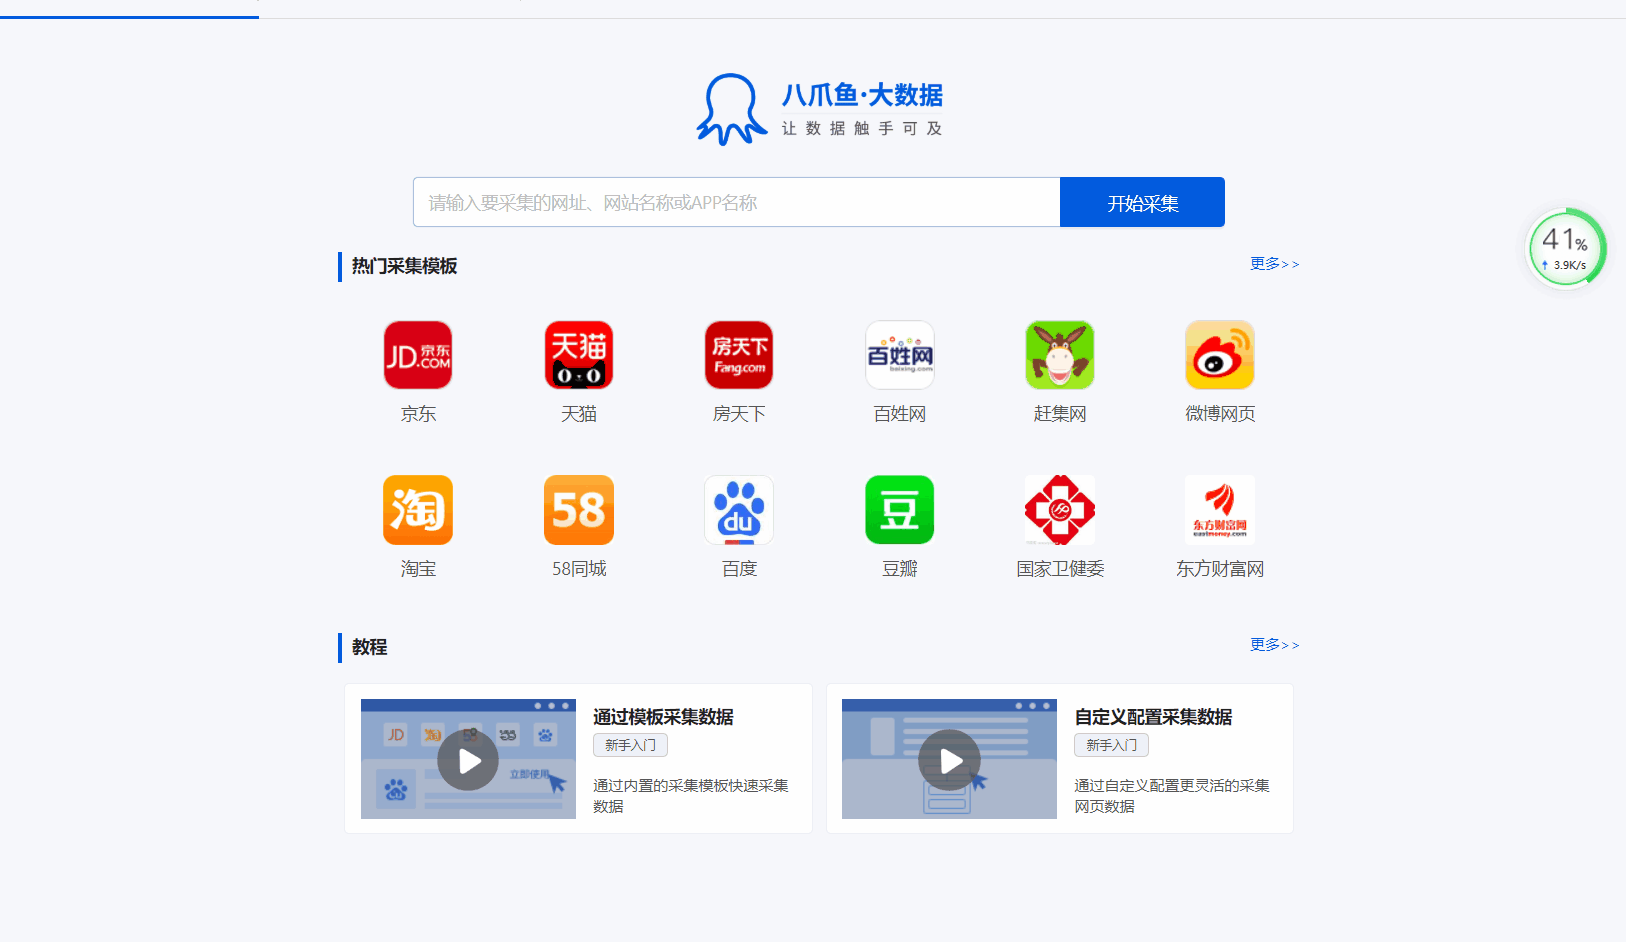 八爪鱼·大数据
让数据触手可及
请输入要采集的网址、网站名称或APP名称
开始采集
41%
3.9K/s
热门采集模板
更多>>
JD京东.COM
天猫
房天下
Fang.com
百姓网
baixing.com
京东
天猫
房天下
百姓网
赶集网
微博网页
淘
58
du
豆
东方财富网
eastmoney.com
淘宝
58同城
百度
豆瓣
国家卫健委
东方财富网
教程
更多>>
JD
淘
58
立即使用
du
通过模板采集数据
新手入门
通过内置的采集模板快速采集
数据
自定义配置采集数据
新手入门
通过自定义配置更灵活的采集
网页数据